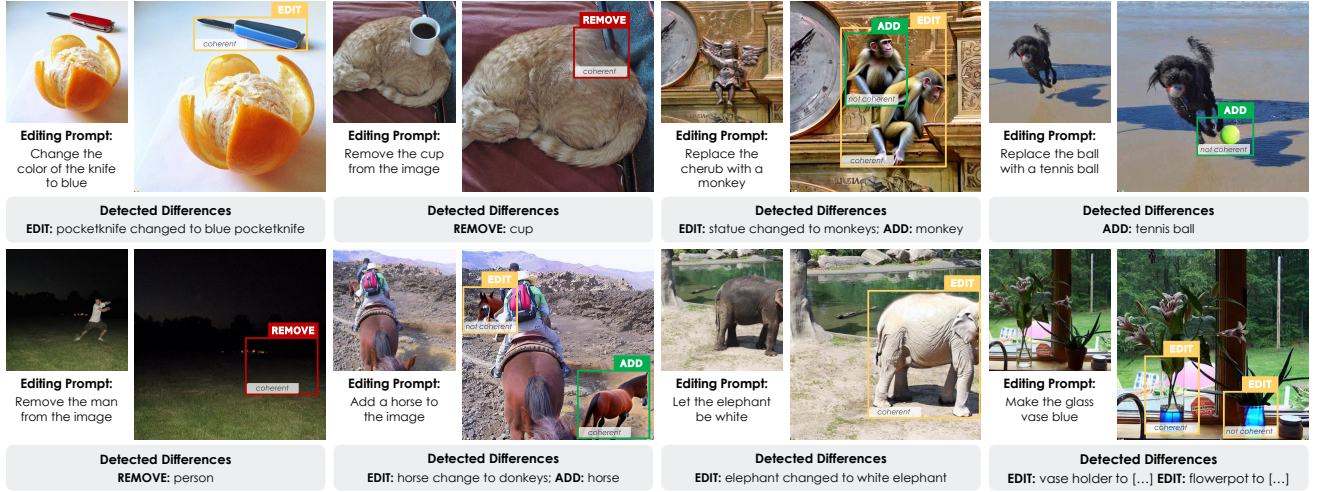 EDIT
coherent
Editing Prompt:
Change the
color of the knife
to blue
Detected Differences
EDIT: pocketknife changed to blue pocketknife
REMOVE
coherent
Editing Prompt:
Remove the cup
from the image
Detected Differences
REMOVE: cup
ADD
EDIT
not coherent
coherent
Editing Prompt:
Replace the
cherub with a
monkey
Detected Differences
EDIT: statue changed to monkeys; ADD: monkey
ADD
not coherent
Editing Prompt:
Replace the ball
with a tennis ball
Detected Differences
ADD: tennis ball
REMOVE
coherent
Editing Prompt:
Remove the man
from the image
Detected Differences
REMOVE: person
EDIT
not coherent
ADD
coherent
Editing Prompt:
Add a horse to
the image
Detected Differences
EDIT: horse change to donkeys; ADD: horse
EDIT
coherent
Editing Prompt:
Let the elephant
be white
Detected Differences
EDIT: elephant changed to white elephant
EDIT
coherent
EDIT
not coherent
Editing Prompt:
Make the glass
vase blue
Detected Differences
EDIT: vase holder to [...] EDIT: flowerpot to [...]